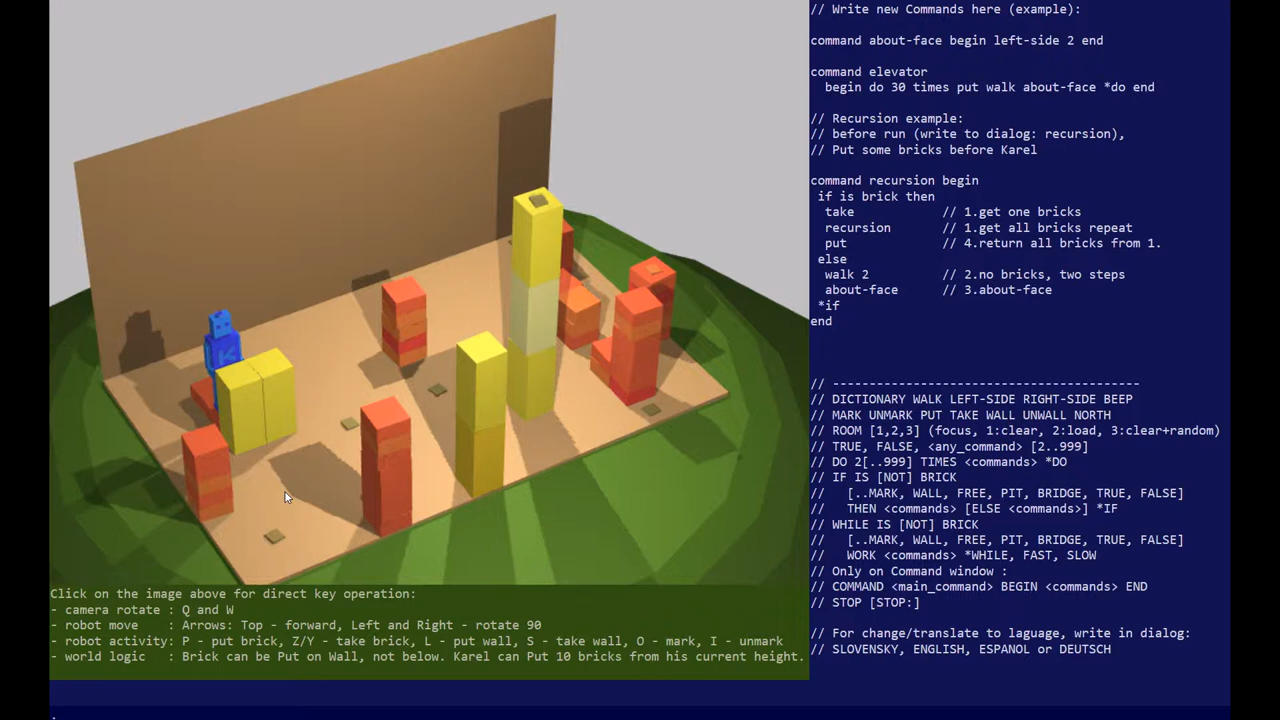 // Write new Commands here (example):
command about-face begin left-side 2 end
command elevator
begin do 30 times put walk about-face *do end
// Recursion example:
// before run (write to dialog: recursion),
// Put some bricks before Karel
command recursion begin
if is brick then
take // 1.get one bricks
recursion // 1.get all bricks repeat
put // 4.return all bricks from 1.
else
walk 2 // 2.no bricks, two steps
about-face // 3.about-face
*if
end
// -----------------------------------------
// DICTIONARY WALK LEFT-SIDE RIGHT-SIDE BEEP
// MARK UNMARK PUT TAKE WALL UNWALL NORTH
// ROOM [1,2,3] (focus, 1:clear, 2:load, 3:clear+random)
// TRUE, FALSE, <any_command> [2..999]
// DO 2[..999] TIMES <commands> *DO
// IF IS [NOT] BRICK
// [..MARK, WALL, FREE, PIT, BRIDGE, TRUE, FALSE]
// THEN <commands> [ELSE <commands>] *IF
// WHILE IS [NOT] BRICK
// [..MARK, WALL, FREE, PIT, BRIDGE, TRUE, FALSE]
// WORK <commands> *WHILE, FAST, SLOW
// Only on Command window :
// COMMAND <main_command> BEGIN <commands> END
// STOP [STOP:]
// For change/translate to laguage, write in dialog:
// SLOVENSKY, ENGLISH, ESPANOL or DEUTSCH
K
Click on the image above for direct key operation:
- camera rotate : Q and W
- robot move : Arrows: Top - forward, Left and Right - rotate 90
- robot activity: P - put brick, Z/Y - take brick, L - put wall, S - take wall, O - mark, I - unmark
- world logic : Brick can be Put on Wall, not below. Karel can Put 10 bricks from his current height.